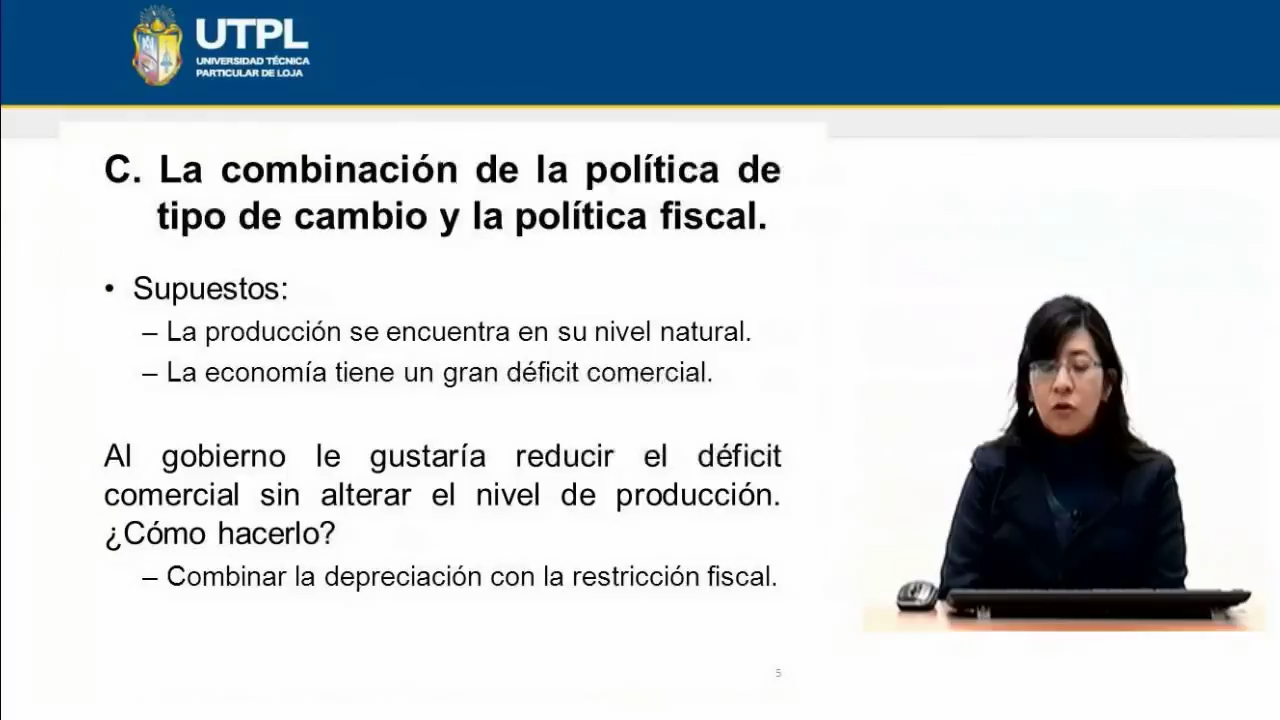 UTPL
UNIVERSIDAD TÉCNICA
PARTICULAR DE LOJA
C. La combinación de la política de
tipo de cambio y la política fiscal.
• Supuestos:
– La producción se encuentra en su nivel natural.
– La economía tiene un gran déficit comercial.
Al gobierno le gustaría reducir el déficit
comercial sin alterar el nivel de producción.
¿Cómo hacerlo?
– Combinar la depreciación con la restricción fiscal.
5